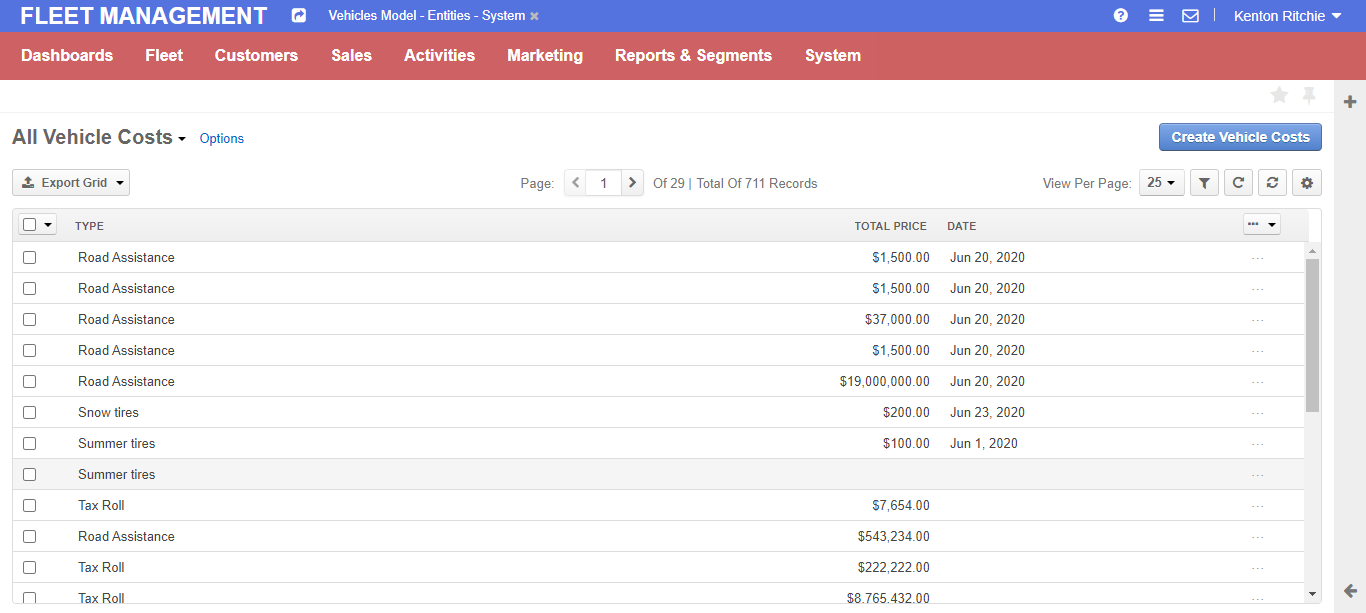 FLEET MANAGEMENT Vehicles Model - Entities - System × Kenton Ritchie
Dashboards Fleet Customers Sales Activities Marketing Reports & Segments System
All Vehicle Costs Options Create Vehicle Costs
Export Grid Page: 1 Of 29 | Total Of 711 Records View Per Page: 25
TYPE TOTAL PRICE DATE
Road Assistance $1,500.00 Jun 20, 2020
Road Assistance $1,500.00 Jun 20, 2020
Road Assistance $37,000.00 Jun 20, 2020
Road Assistance $1,500.00 Jun 20, 2020
Road Assistance $19,000,000.00 Jun 20, 2020
Snow tires $200.00 Jun 23, 2020
Summer tires $100.00 Jun 1, 2020
Summer tires
Tax Roll $7,654.00
Road Assistance $543,234.00
Tax Roll $222,222.00
Tax Roll $8,765,432.00